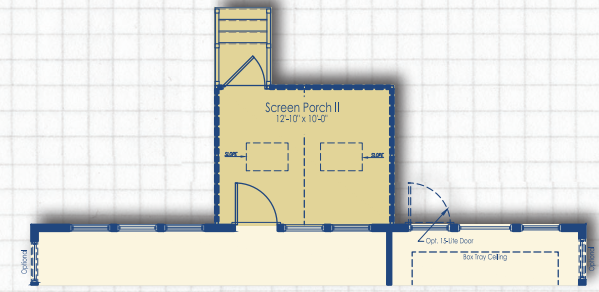 Screen Porch II
12'-10" x 10'-0"
SLOPE
SLOPE
Opt. 15-Lite Door
Box Tray Ceiling
Optional
Optional